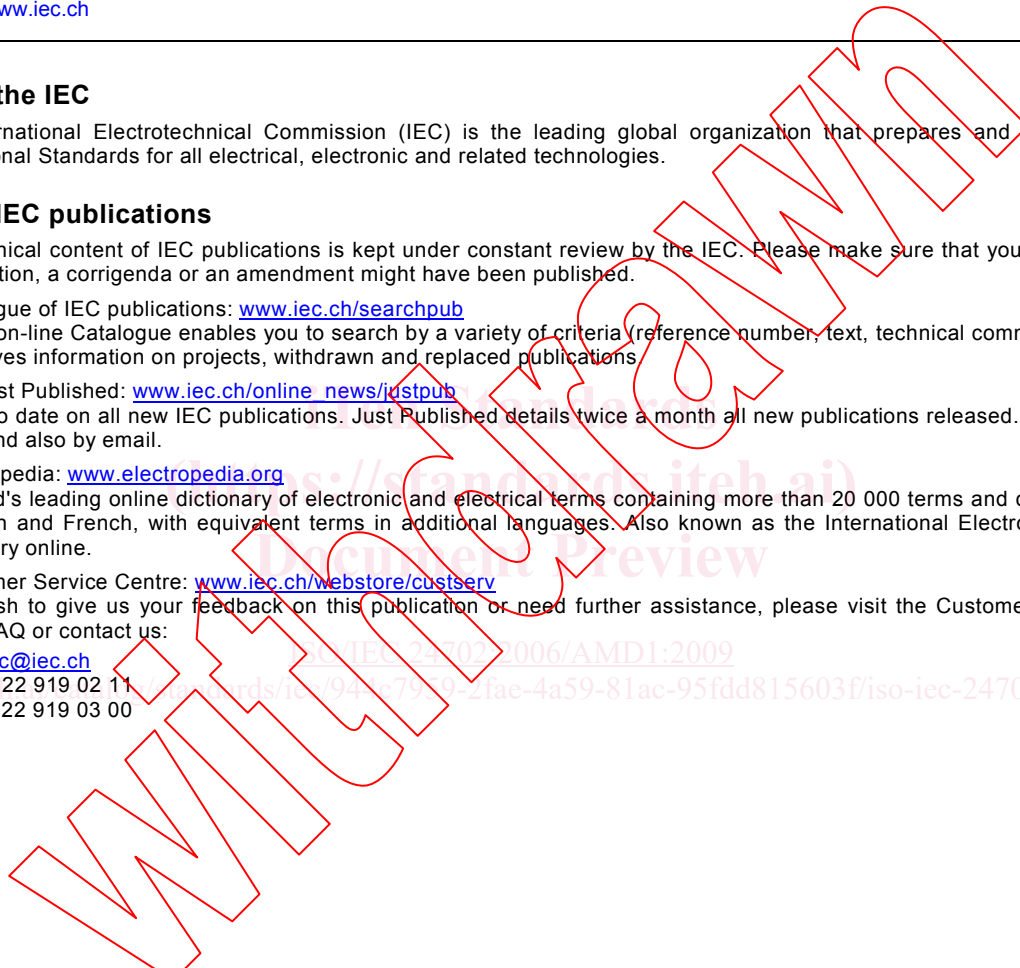 ww.iec.ch
the IEC
rnational Electrotechnical Commission (IEC) is the leading global organization that prepares and
onal Standards for all electrical, electronic and related technologies.
IEC publications
nical content of IEC publications is kept under constant review by the IEC. Please make sure that you
tion, a corrigenda or an amendment might have been published.
gue of IEC publications: www.iec.ch/searchpub
on-line Catalogue enables you to search by a variety of criteria (reference number, text, technical comm
ves information on projects, withdrawn and replaced publications.
st Published: www.iec.ch/online_news/justpub
o date on all new IEC publications. Just Published details twice a month all new publications released.
nd also by email.
pedia: www.electropedia.org
d's leading online dictionary of electronic and electrical terms containing more than 20 000 terms and d
h and French, with equivalent terms in additional languages. Also known as the International Electro
ry online.
mer Service Centre: www.iec.ch/webstore/custserv
sh to give us your feedback on this publication or need further assistance, please visit the Custome
AQ or contact us:
c@iec.ch
22 919 02 11
22 919 03 00
iTeh Standards
(https://standards.iteh.ai)
Document Preview
ISO/IEC 24702:2006/AMD1:2009
/standards/iec/944c7959-2fae-4a59-81ac-95fdd815603f/iso-iec-2470
withdrawn